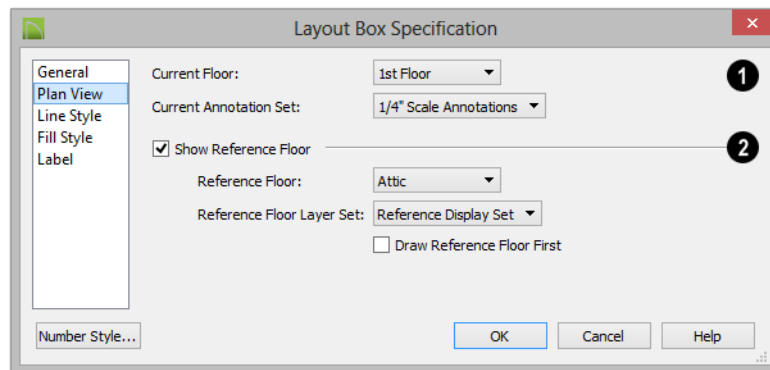 Layout Box Specification
General
Plan View
Line Style
Fill Style
Label
Current Floor: 1st Floor
1
Current Annotation Set: 1/4" Scale Annotations
Show Reference Floor
2
Reference Floor: Attic
Reference Floor Layer Set: Reference Display Set
Draw Reference Floor First
Number Style...
OK
Cancel
Help